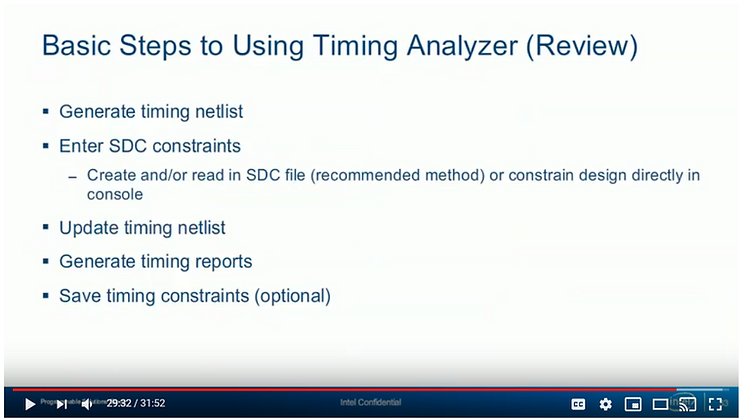 Basic Steps to Using Timing Analyzer (Review)
▪ Generate timing netlist
▪ Enter SDC constraints
– Create and/or read in SDC file (recommended method) or constrain design directly in
console
▪ Update timing netlist
▪ Generate timing reports
▪ Save timing constraints (optional)
29:32 / 31:52
Intel Confidential